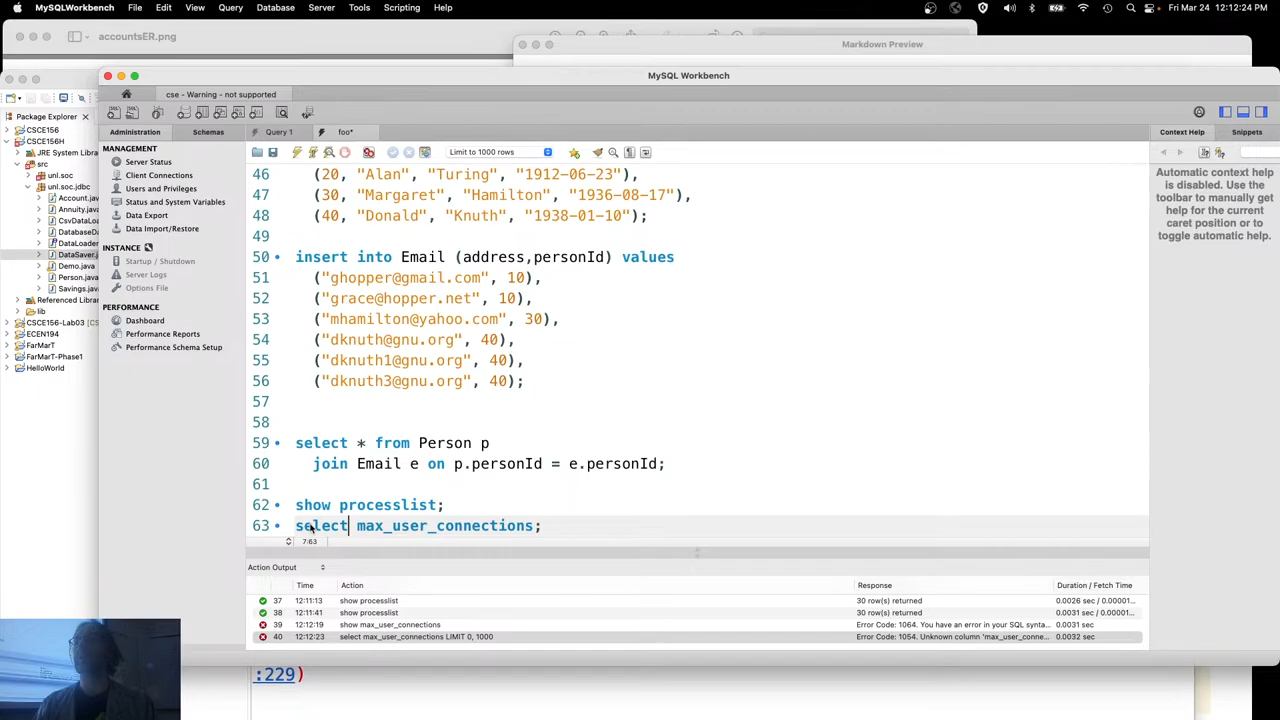 MySQLWorkbench File Edit View Query Database Server Tools Scripting Help Fri Mar 24 12:12:24 PM
accountsER.png
Markdown Preview
MySQL Workbench
cse - Warning - not supported
Package Explorer
CSCE156
CSCE156H
JRE System Libra
src
unl.soc
unl.soc.jdbc
Account.jav
Annuity.java
CsvDataLoa
DatabaseDa
DataLoader
DataSaver.j
Demo.java
Person.java
Savings.jav
Referenced Librar
lib
CSCE156-Lab03 [CS
ECEN194
FarMarT
FarMarT-Phase1
HelloWorld
Administration Schemas
MANAGEMENT
Server Status
Client Connections
Users and Privileges
Status and System Variables
Data Export
Data Import/Restore
INSTANCE
Startup / Shutdown
Server Logs
Options File
PERFORMANCE
Dashboard
Performance Reports
Performance Schema Setup
Query 1 foo*
Limit to 1000 rows
46 (20, "Alan", "Turing", "1912-06-23"),
47 (30, "Margaret", "Hamilton", "1936-08-17"),
48 (40, "Donald", "Knuth", "1938-01-10");
49
50 insert into Email (address,personId) values
51 ("ghopper@gmail.com", 10),
52 ("grace@hopper.net", 10),
53 ("mhamilton@yahoo.com", 30),
54 ("dknuth@gnu.org", 40),
55 ("dknuth1@gnu.org", 40),
56 ("dknuth3@gnu.org", 40);
57
58
59 select * from Person p
60 join Email e on p.personId = e.personId;
61
62 show processlist;
63 select max_user_connections;
7:63
Context Help Snippets
Automatic context help
is disabled. Use the
toolbar to manually get
help for the current
caret position or to
toggle automatic help.
Action Output
Time Action Response Duration / Fetch Time
37 12:11:13 show processlist 30 row(s) returned 0.0026 sec / 0.00001...
38 12:11:41 show processlist 30 row(s) returned 0.0031 sec / 0.00001...
39 12:12:19 show max_user_connections Error Code: 1064. You have an error in your SQL synta... 0.0031 sec
40 12:12:23 select max_user_connections LIMIT 0, 1000 Error Code: 1054. Unknown column 'max_user_conne... 0.0032 sec
:229)